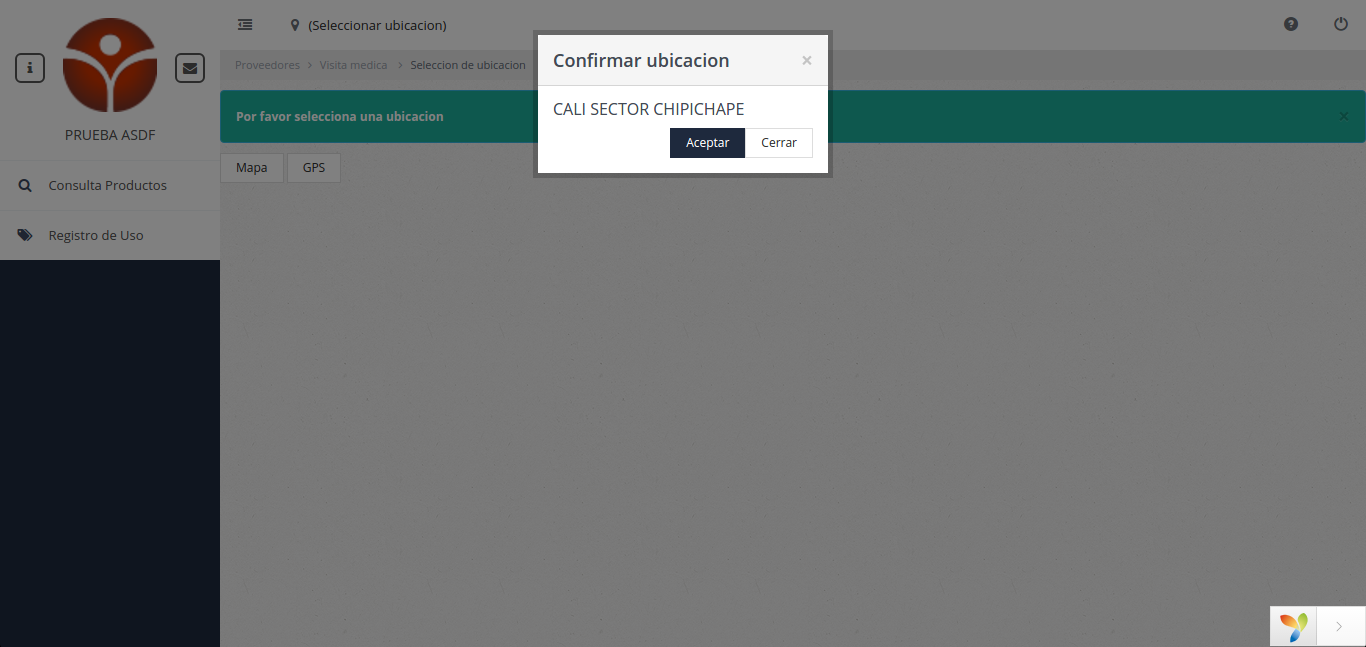 (Seleccionar ubicacion)
Proveedores > Visita medica > Seleccion de ubicacion
Por favor selecciona una ubicacion
Mapa
GPS
PRUEBA ASDF
Consulta Productos
Registro de Uso
Confirmar ubicacion
CALI SECTOR CHIPICHAPE
Aceptar
Cerrar